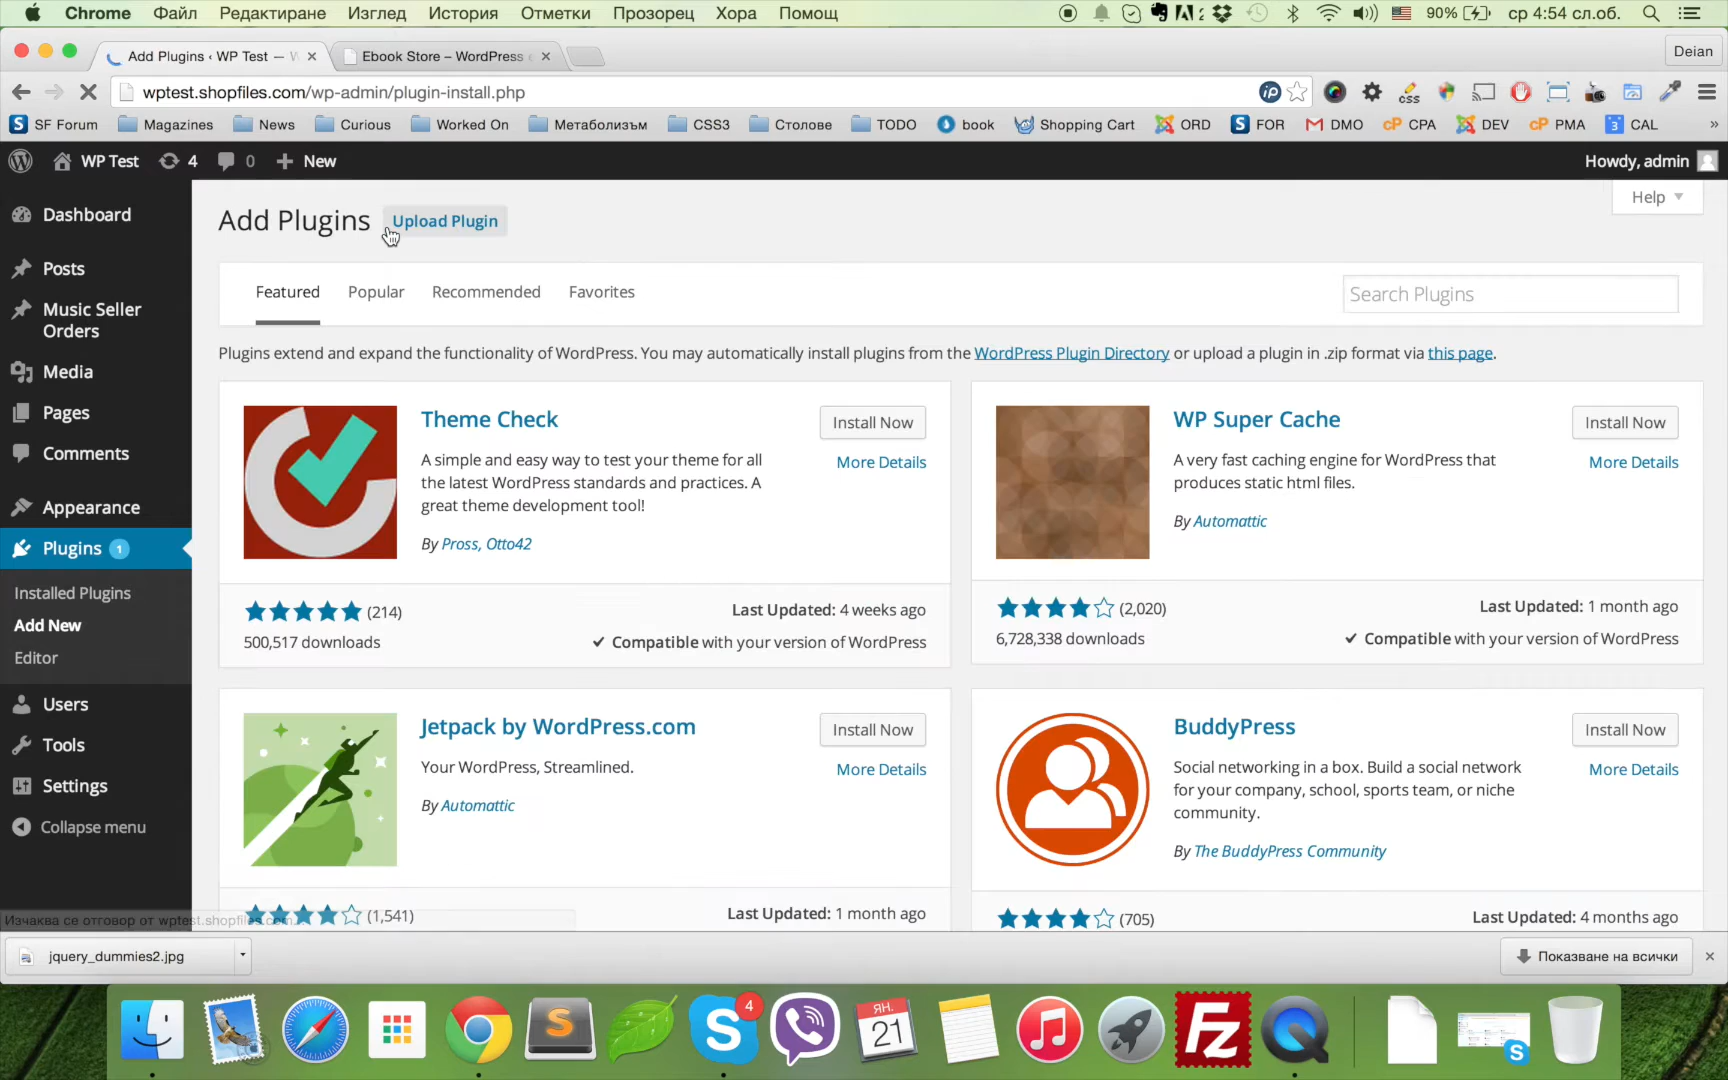 Chrome Файл Редактиране Изглед История Отметки Прозорец Хора Помощ 2 90% ср 4:54 сл.об.
Add Plugins ‹ WP Test — Ebook Store – WordPress Deian
wptest.shopfiles.com/wp-admin/plugin-install.php
S SF Forum Magazines News Curious Worked On Метаболизъм CSS3 Столове TODO book Shopping Cart ORD S FOR DMO cP CPA DEV cP PMA 3 CAL »
WP Test 4 0 New Howdy, admin
Help
Add Plugins Upload Plugin
Dashboard
Posts
Music Seller Orders
Media
Pages
Comments
Appearance
Plugins 1
Installed Plugins
Add New
Editor
Users
Tools
Settings
Collapse menu
Featured Popular Recommended Favorites Search Plugins
Plugins extend and expand the functionality of WordPress. You may automatically install plugins from the WordPress Plugin Directory or upload a plugin in .zip format via this page.
Theme Check Install Now
More Details
A simple and easy way to test your theme for all
the latest WordPress standards and practices. A
great theme development tool!
By Pross, Otto42
(214) Last Updated: 4 weeks ago
500,517 downloads Compatible with your version of WordPress
WP Super Cache Install Now
More Details
A very fast caching engine for WordPress that
produces static html files.
By Automattic
(2,020) Last Updated: 1 month ago
6,728,338 downloads Compatible with your version of WordPress
Jetpack by WordPress.com Install Now
Your WordPress, Streamlined. More Details
By Automattic
(1,541) Last Updated: 1 month ago
BuddyPress Install Now
More Details
Social networking in a box. Build a social network
for your company, school, sports team, or niche
community.
By The BuddyPress Community
(705) Last Updated: 4 months ago
Изчаква се отговор от wptest.shopfiles.com
jquery_dummies2.jpg Показване на всички
S S 4 ЯН. 21 Fz S